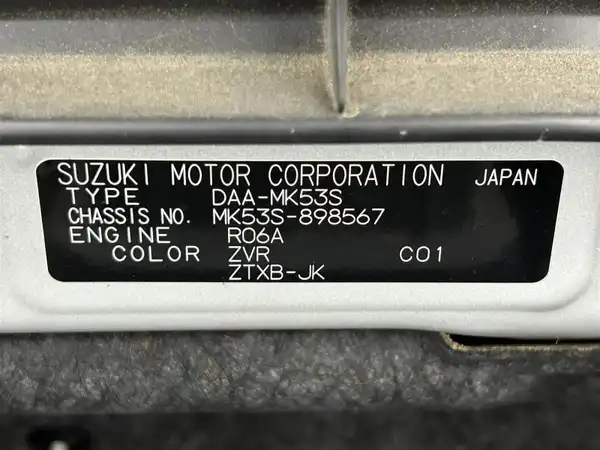 SUZUKI MOTOR CORPORATION JAPAN
TYPE DAA-MK53S
CHASSIS NO. MK53S-898567
ENGINE R06A
COLOR ZVR C01
ZTXB-JK